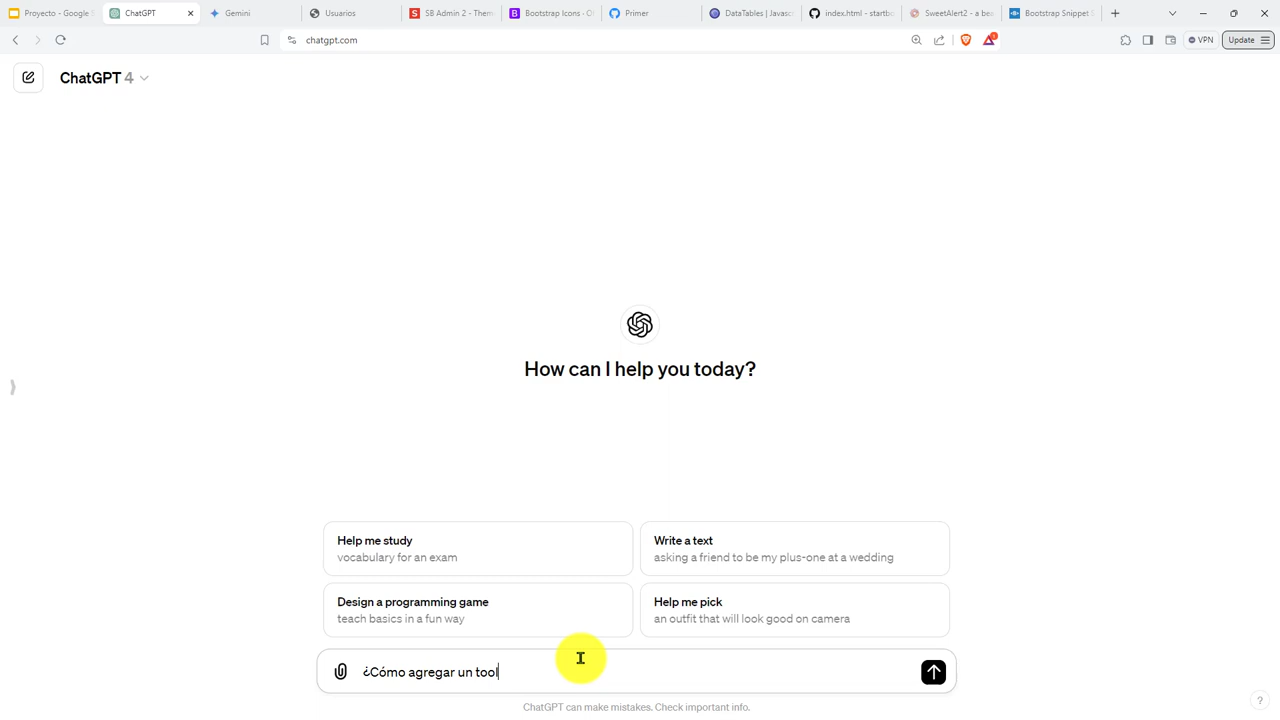 Proyecto - Google S
ChatGPT
Gemini
Usuarios
SB Admin 2 - Them
Bootstrap Icons - Of
Primer
DataTables | Javasc
index.html - startbo
SweetAlert2 - a bea
Bootstrap Snippet S
chatgpt.com
VPN
Update
ChatGPT 4
How can I help you today?
Help me study
vocabulary for an exam
Write a text
asking a friend to be my plus-one at a wedding
Design a programming game
teach basics in a fun way
Help me pick
an outfit that will look good on camera
¿Cómo agregar un tool
ChatGPT can make mistakes. Check important info.
?